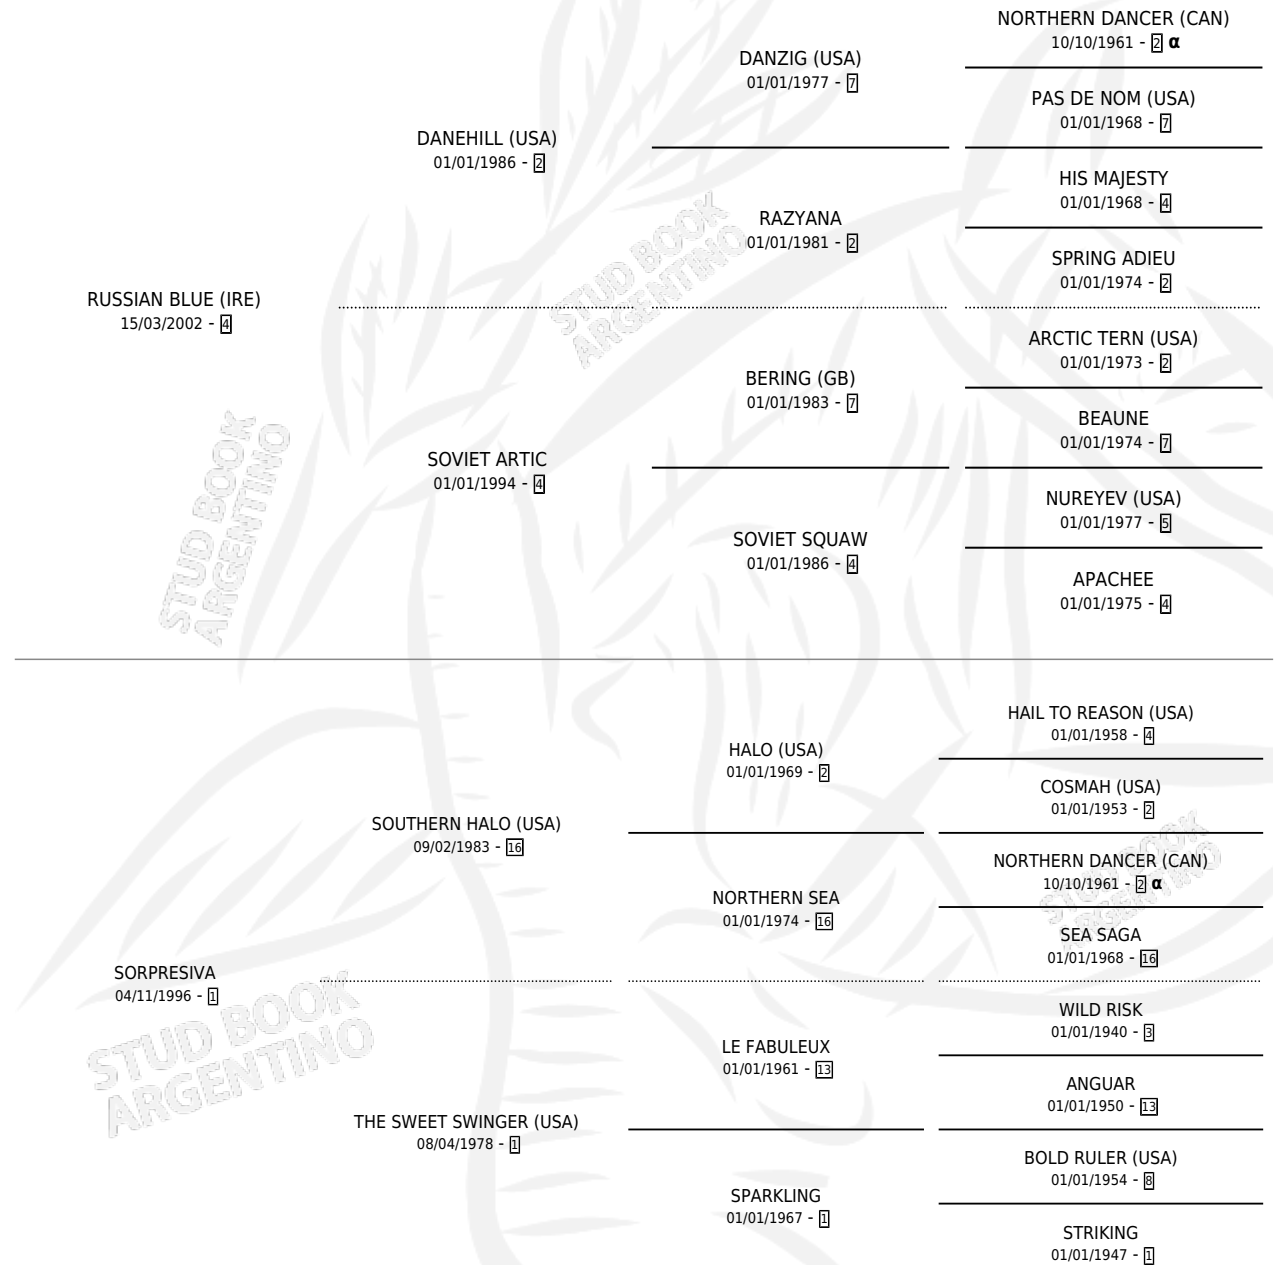 NORTHERN DANCER (CAN)
10/10/1961 - 2 α
DANZIG (USA)
01/01/1977 - 7
PAS DE NOM (USA)
01/01/1968 - 7
DANEHILL (USA)
01/01/1986 - 2
HIS MAJESTY
01/01/1968 - 4
RAZYANA
01/01/1981 - 2
SPRING ADIEU
01/01/1974 - 2
RUSSIAN BLUE (IRE)
15/03/2002 - 4
ARCTIC TERN (USA)
01/01/1973 - 2
BERING (GB)
01/01/1983 - 7
BEAUNE
01/01/1974 - 7
SOVIET ARTIC
01/01/1994 - 4
NUREYEV (USA)
01/01/1977 - 5
SOVIET SQUAW
01/01/1986 - 4
APACHEE
01/01/1975 - 4
HAIL TO REASON (USA)
01/01/1958 - 4
HALO (USA)
01/01/1969 - 2
COSMAH (USA)
01/01/1953 - 2
SOUTHERN HALO (USA)
09/02/1983 - 16
NORTHERN DANCER (CAN)
10/10/1961 - 2 α
NORTHERN SEA
01/01/1974 - 16
SEA SAGA
01/01/1968 - 16
SORPRESIVA
04/11/1996 - 1
WILD RISK
01/01/1940 - 3
LE FABULEUX
01/01/1961 - 13
ANGUAR
01/01/1950 - 13
THE SWEET SWINGER (USA)
08/04/1978 - 1
BOLD RULER (USA)
01/01/1954 - 8
SPARKLING
01/01/1967 - 1
STRIKING
01/01/1947 - 1
STUD BOOK
ARGENTINO
STUD BOOK
ARGENTINO
STUD BOOK
ARGENTINO
STUD BOOK
ARGENTINO